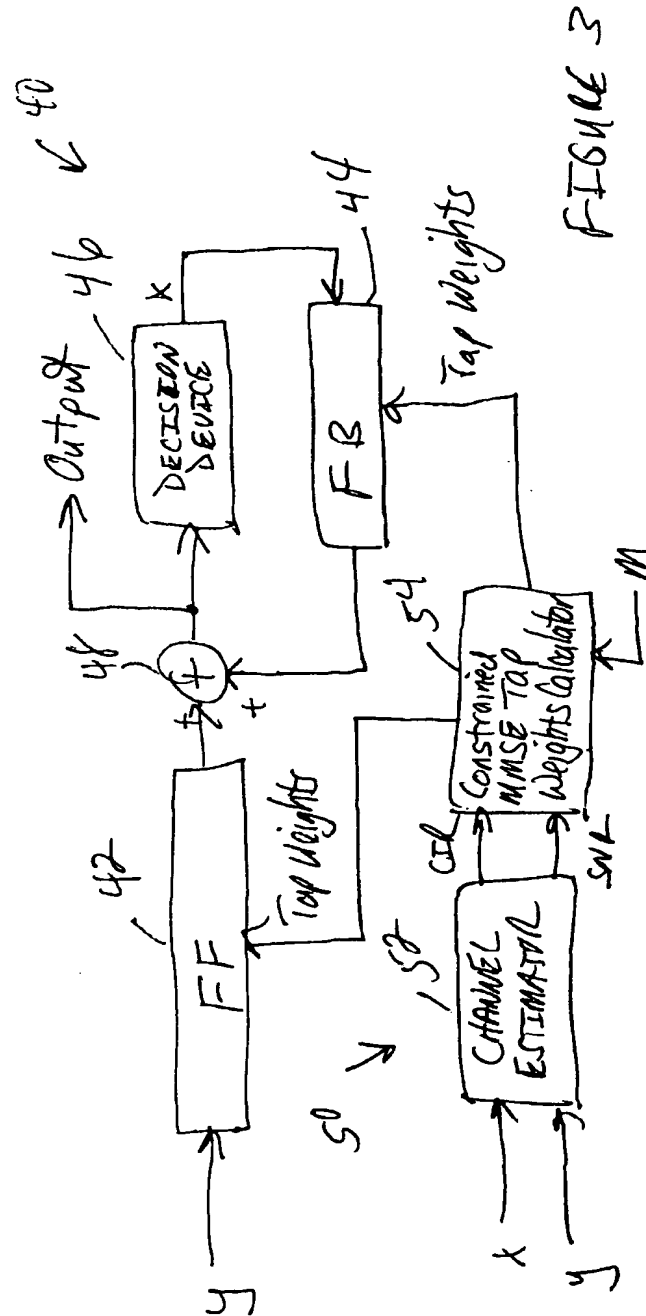 40
Output
46
X
DECISION
DEVICE
48
+
+
+
42
FF
FB
44
Tap Weights
Tap Weights
50
52
CHANNEL
ESTIMATOR
CIR
SNR
54
Constrained
MMSE TAP
Weights Calculator
M
y
x
y
FIGURE 3